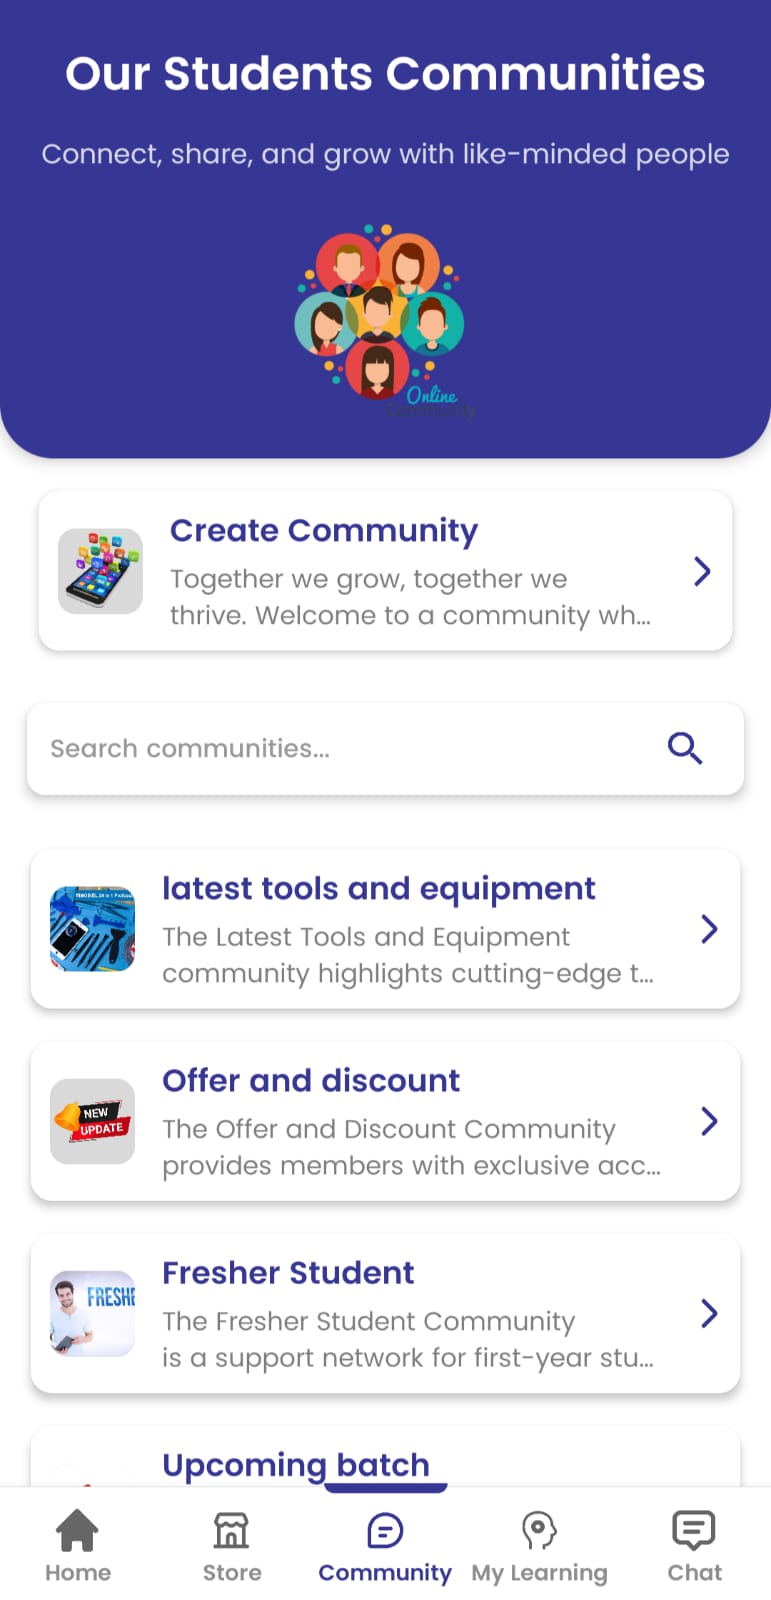 Our Students Communities
Connect, share, and grow with like-minded people
Online
Community
Create Community
Together we grow, together we
thrive. Welcome to a community wh...
Search communities...
latest tools and equipment
The Latest Tools and Equipment
community highlights cutting-edge t...
Offer and discount
NEW
UPDATE
The Offer and Discount Community
provides members with exclusive acc...
Fresher Student
FRESHE
The Fresher Student Community
is a support network for first-year stu...
Upcoming batch
Home
Store
Community
My Learning
Chat